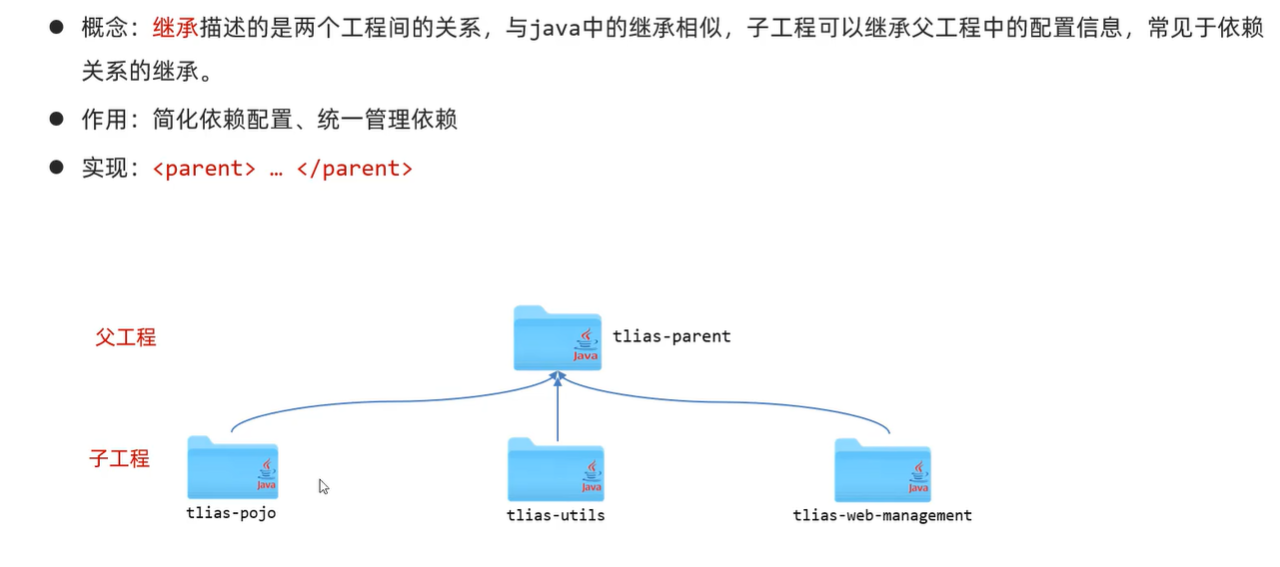 ● 概念：继承描述的是两个工程间的关系，与java中的继承相似，子工程可以继承父工程中的配置信息，常见于依赖
关系的继承。
● 作用：简化依赖配置、统一管理依赖
● 实现：<parent> … </parent>
父工程
Java
tlias-parent
子工程
Java
Java
Java
tlias-pojo
tlias-utils
tlias-web-management